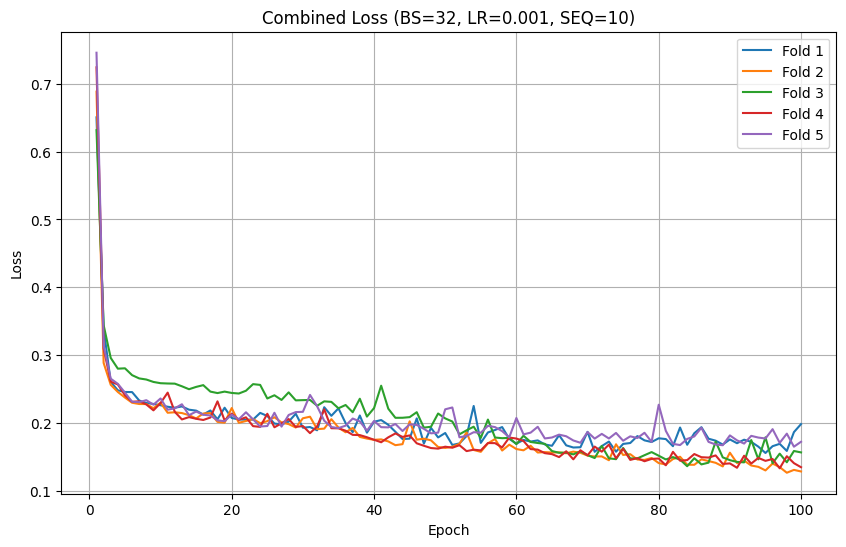 Combined Loss (BS=32, LR=0.001, SEQ=10)
Fold 1
Fold 2
Fold 3
Fold 4
Fold 5
Loss
0.7
0.6
0.5
0.4
0.3
0.2
0.1
0 20 40 60 80 100
Epoch